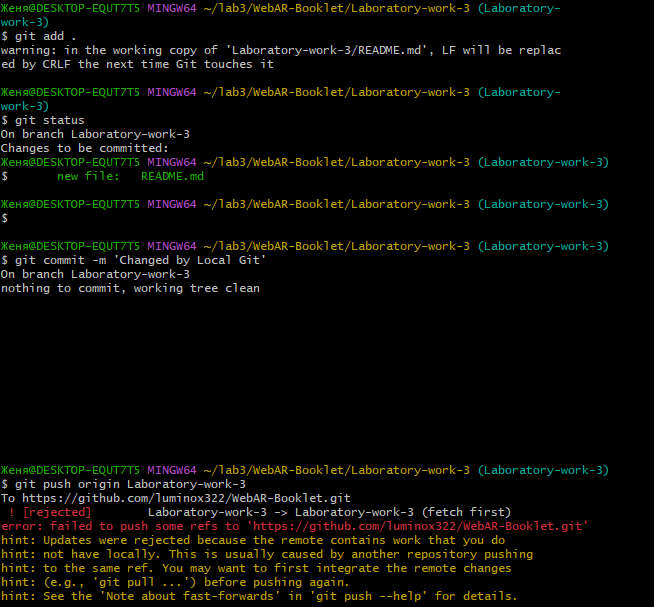 Женя@DESKTOP-EQUT7T5 MINGW64 ~/lab3/WebAR-Booklet/Laboratory-work-3 (Laboratory-
work-3)
$ git add .
warning: in the working copy of 'Laboratory-work-3/README.md', LF will be replac
ed by CRLF the next time Git touches it
Женя@DESKTOP-EQUT7T5 MINGW64 ~/lab3/WebAR-Booklet/Laboratory-work-3 (Laboratory-
work-3)
$ git status
On branch Laboratory-work-3
Changes to be committed:
Женя@DESKTOP-EQUT7T5 MINGW64 ~/lab3/WebAR-Booklet/Laboratory-work-3 (Laboratory-work-3)
$       new file:   README.md
Женя@DESKTOP-EQUT7T5 MINGW64 ~/lab3/WebAR-Booklet/Laboratory-work-3 (Laboratory-work-3)
$
Женя@DESKTOP-EQUT7T5 MINGW64 ~/lab3/WebAR-Booklet/Laboratory-work-3 (Laboratory-work-3)
$ git commit -m 'Changed by Local Git'
On branch Laboratory-work-3
nothing to commit, working tree clean
Женя@DESKTOP-EQUT7T5 MINGW64 ~/lab3/WebAR-Booklet/Laboratory-work-3 (Laboratory-work-3)
$ git push origin Laboratory-work-3
To https://github.com/luminox322/WebAR-Booklet.git
 ! [rejected]        Laboratory-work-3 -> Laboratory-work-3 (fetch first)
error: failed to push some refs to 'https://github.com/luminox322/WebAR-Booklet.git'
hint: Updates were rejected because the remote contains work that you do
hint: not have locally. This is usually caused by another repository pushing
hint: to the same ref. You may want to first integrate the remote changes
hint: (e.g., 'git pull ...') before pushing again.
hint: See the 'Note about fast-forwards' in 'git push --help' for details.